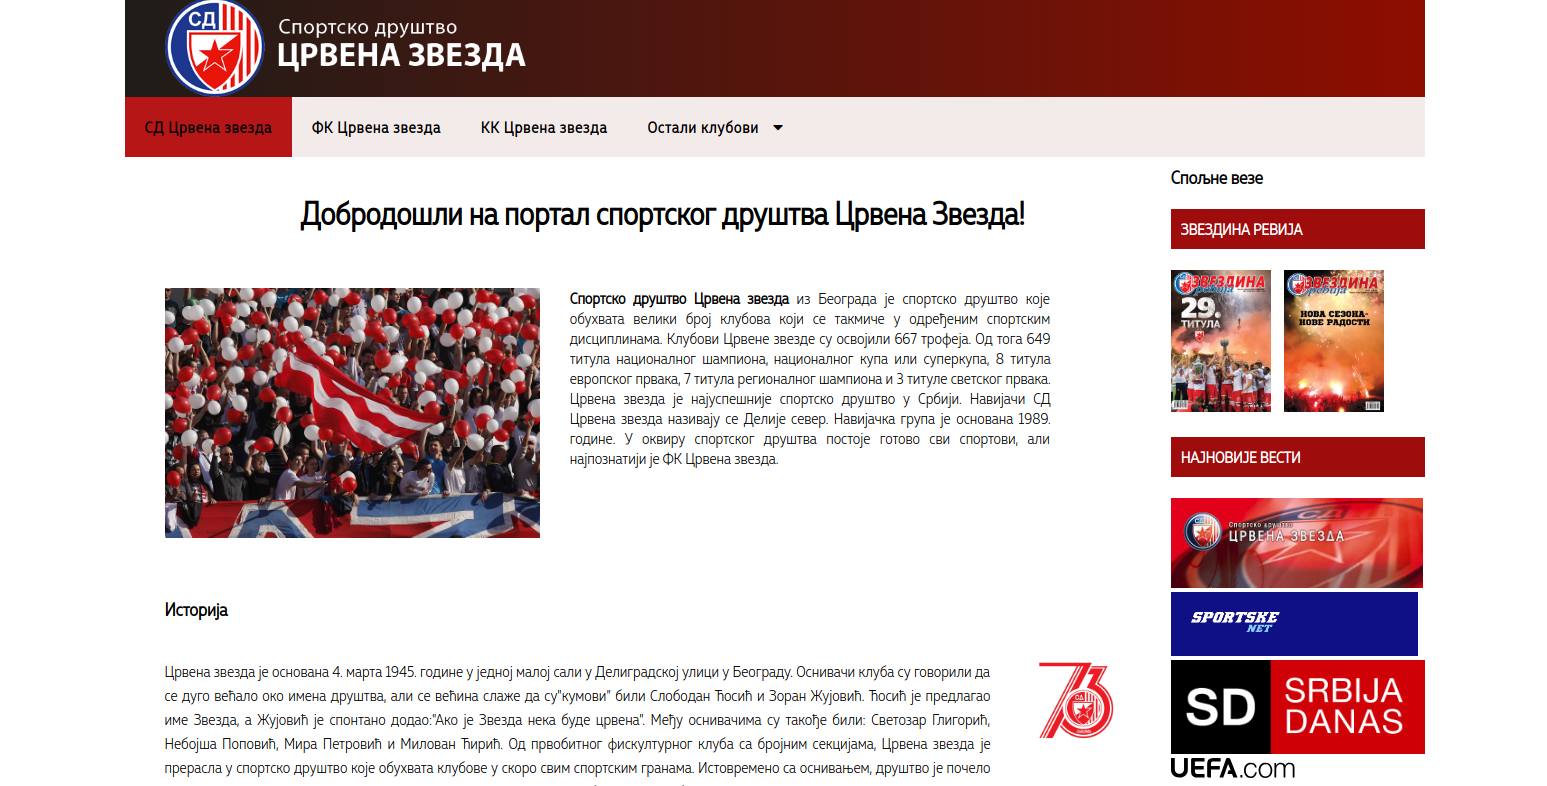 СД
Спортско друштво
ЦРВЕНА ЗВЕЗДА
СД Црвена звезда
ФК Црвена звезда
КК Црвена звезда
Остали клубови
Добродошли на портал спортског друштва Црвена Звезда!
Спортско друштво Црвена звезда из Београда је спортско друштво које
обухвата велики број клубова који се такмиче у одређеним спортским
дисциплинама. Клубови Црвене звезде су освојили 667 трофеја. Од тога 649
титула националног шампиона, националног купа или суперкупа, 8 титула
европског првака, 7 титула регионалног шампиона и 3 титуле светског првака.
Црвена звезда је најуспешније спортско друштво у Србији. Навијачи СД
Црвена звезда називају се Делије север. Навијачка група је основана 1989.
године. У оквиру спортског друштва постоје готово сви спортови, али
најпознатији је ФК Црвена звезда.
Историја
Црвена звезда је основана 4. марта 1945. године у једној малој сали у Делиградској улици у Београду. Оснивачи клуба су говорили да
се дуго већало око имена друштва, али се већина слаже да су"кумови" били Слободан Ћосић и Зоран Жујовић. Ћосић је предлагао
име Звезда, а Жујовић је спонтано додао:"Ако је Звезда нека буде црвена". Међу оснивачима су такође били: Светозар Глигорић,
Небојша Поповић, Мира Петровић и Милован Ћирић. Од првобитног фискултурног клуба са бројним секцијама, Црвена звезда је
прерасла у спортско друштво које обухвата клубове у скоро свим спортским гранама. Истовремено са оснивањем, друштво је почело
73
СД
Спољне везе
ЗВЕЗДИНА РЕВИЈА
ЗВЕЗДИНА
ревија
29.
ТИТУЛА
ЗВЕЗДИНА
ревија
НОВА СЕЗОНА-
НОВЕ РАДОСТИ
НАЈНОВИЈЕ ВЕСТИ
СД
Спортско друштво
ЦРВЕНА ЗВЕЗДА
SPORTSKE
NET
SD
SRBIJA
DANAS
UEFA.com